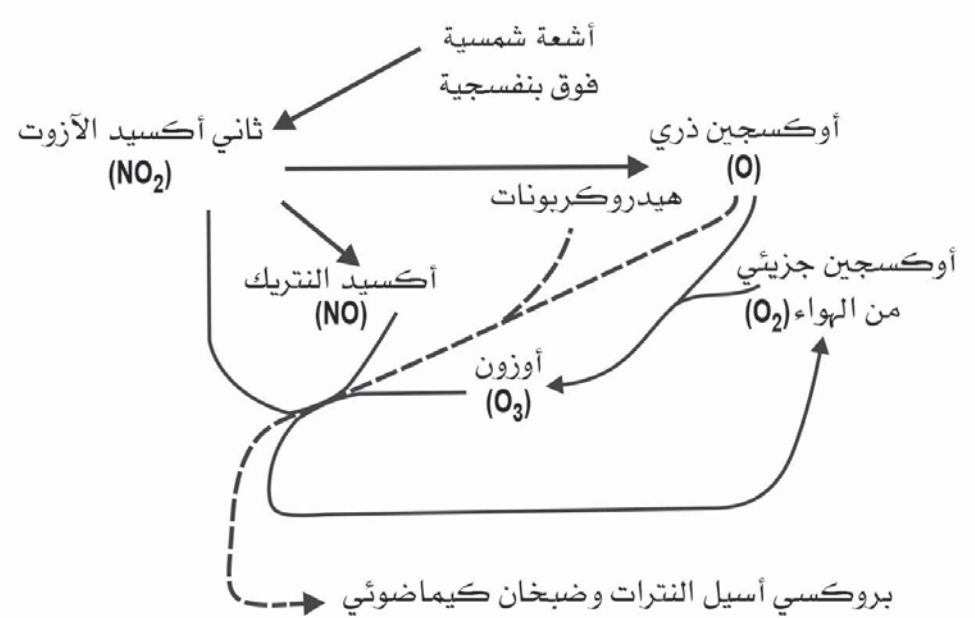 أشعة شمسية
فوق بنفسجية
أوكسجين ذري
(O)
ثاني أكسيد الآزوت
(NO₂)
هيدروكربونات
أوكسجين جزيئي
من الهواء (O₂)
أكسيد النتريك
(NO)
أوزون
(O₃)
بروكسي أسيل النترات وضبخان كيماضوئي